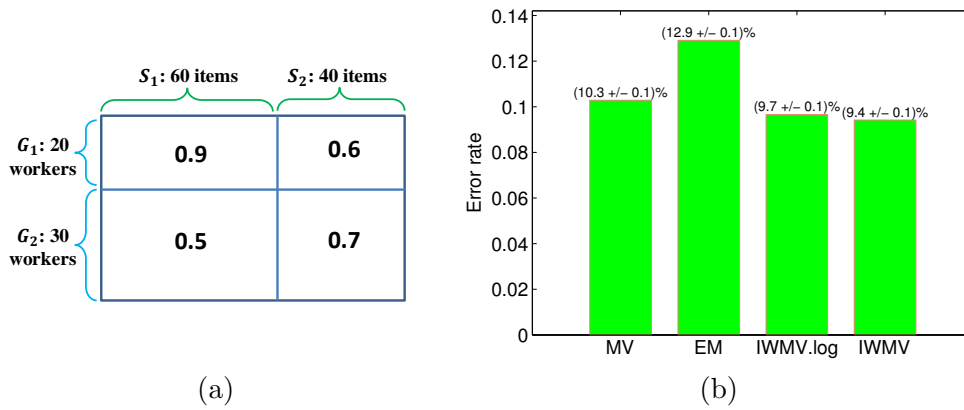 S₁: 60 items
S₂: 40 items
G₁: 20
workers
0.9
0.6
G₂: 30
workers
0.5
0.7
(a)
Error rate
0.14
0.12
0.1
0.08
0.06
0.04
0.02
0
(10.3 +/− 0.1)%
(12.9 +/− 0.1)%
(9.7 +/− 0.1)%
(9.4 +/− 0.1)%
MV
EM
IWMV.log
IWMV
(b)